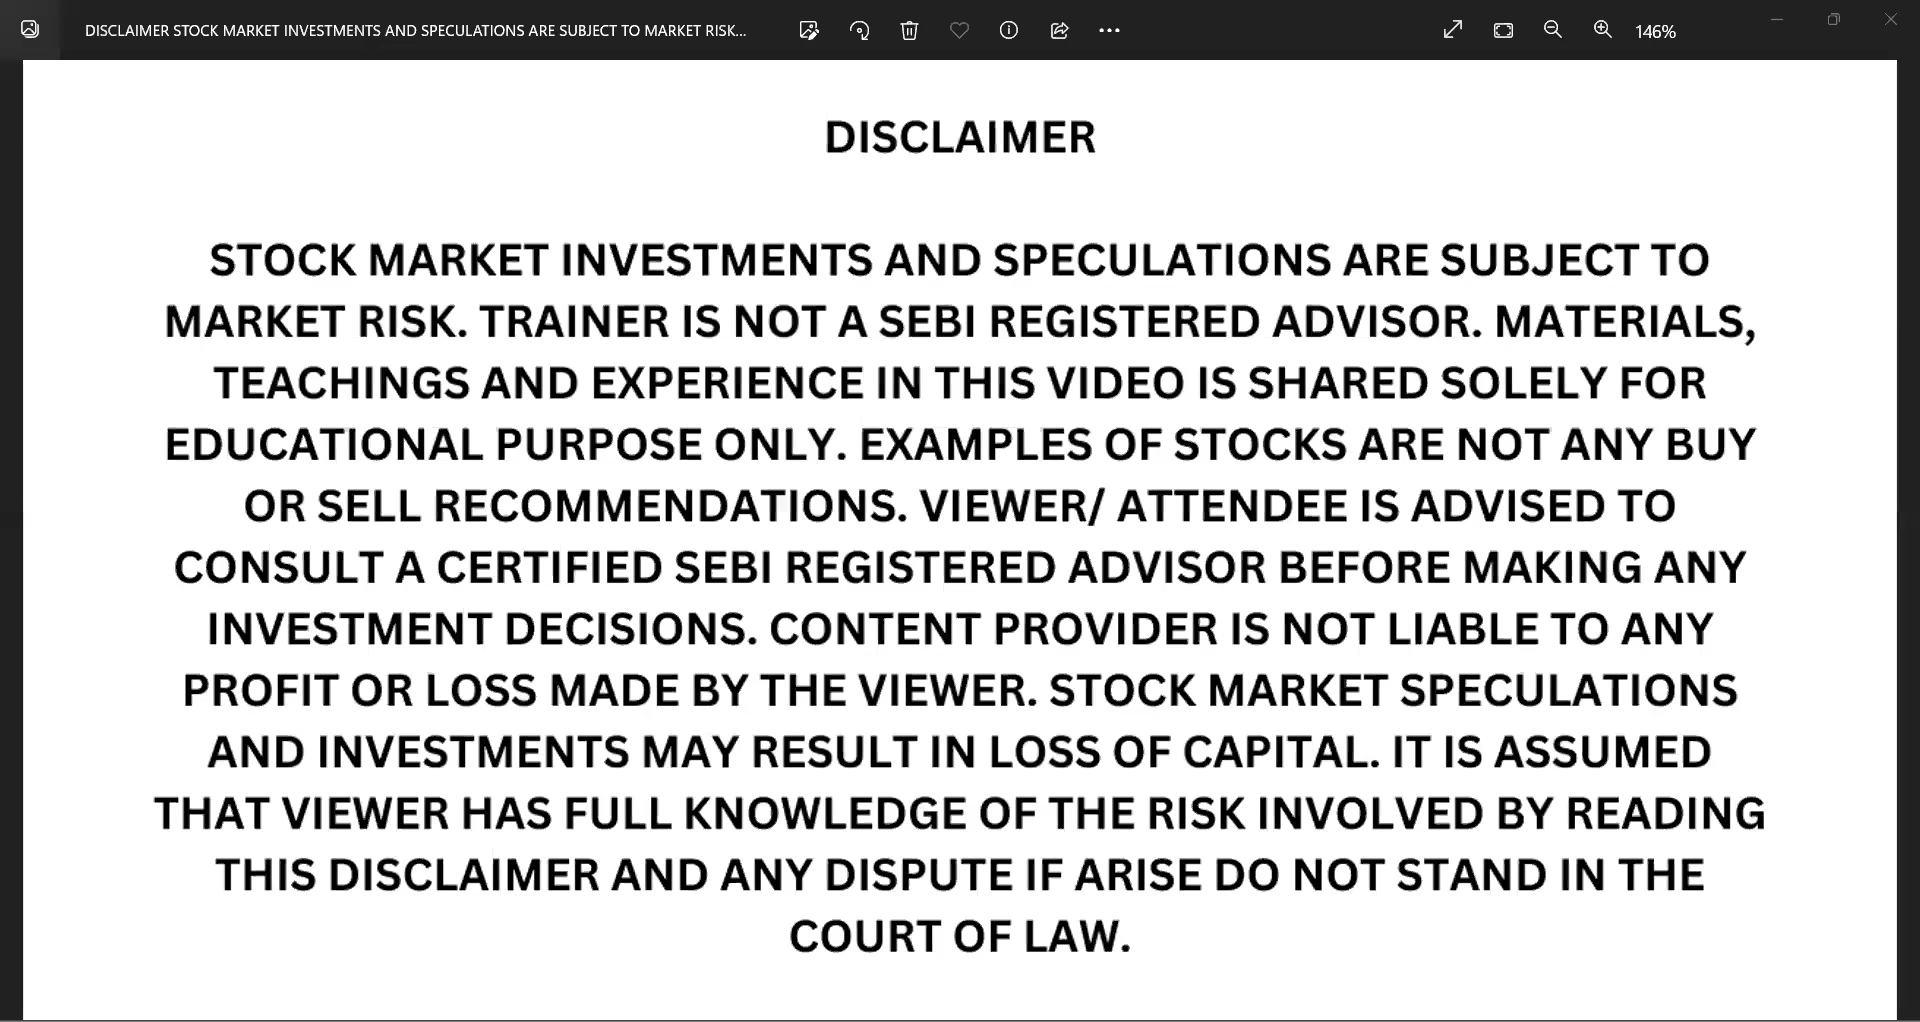 DISCLAIMER STOCK MARKET INVESTMENTS AND SPECULATIONS ARE SUBJECT TO MARKET RISK...
146%
DISCLAIMER
STOCK MARKET INVESTMENTS AND SPECULATIONS ARE SUBJECT TO
MARKET RISK. TRAINER IS NOT A SEBI REGISTERED ADVISOR. MATERIALS,
TEACHINGS AND EXPERIENCE IN THIS VIDEO IS SHARED SOLELY FOR
EDUCATIONAL PURPOSE ONLY. EXAMPLES OF STOCKS ARE NOT ANY BUY
OR SELL RECOMMENDATIONS. VIEWER/ ATTENDEE IS ADVISED TO
CONSULT A CERTIFIED SEBI REGISTERED ADVISOR BEFORE MAKING ANY
INVESTMENT DECISIONS. CONTENT PROVIDER IS NOT LIABLE TO ANY
PROFIT OR LOSS MADE BY THE VIEWER. STOCK MARKET SPECULATIONS
AND INVESTMENTS MAY RESULT IN LOSS OF CAPITAL. IT IS ASSUMED
THAT VIEWER HAS FULL KNOWLEDGE OF THE RISK INVOLVED BY READING
THIS DISCLAIMER AND ANY DISPUTE IF ARISE DO NOT STAND IN THE
COURT OF LAW.